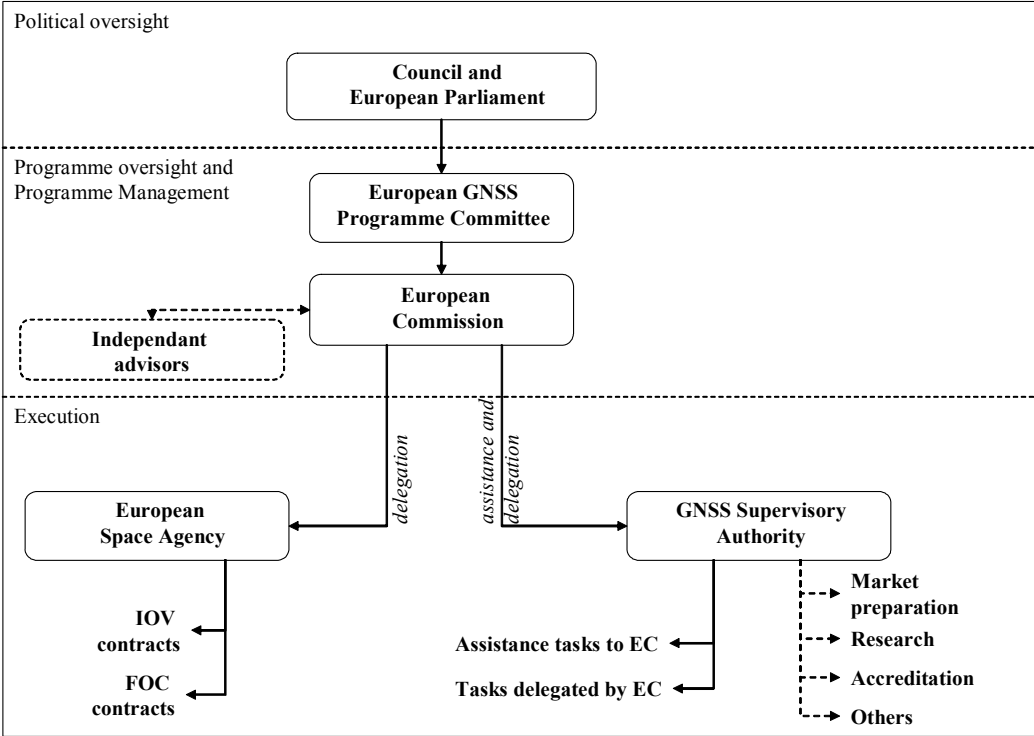 Political oversight
Council and
European Parliament
Programme oversight and
Programme Management
European GNSS
Programme Committee
European
Commission
Independant
advisors
Execution
delegation
assistance and
delegation
European
Space Agency
GNSS Supervisory
Authority
IOV
contracts
FOC
contracts
Assistance tasks to EC
Tasks delegated by EC
Market
preparation
Research
Accreditation
Others